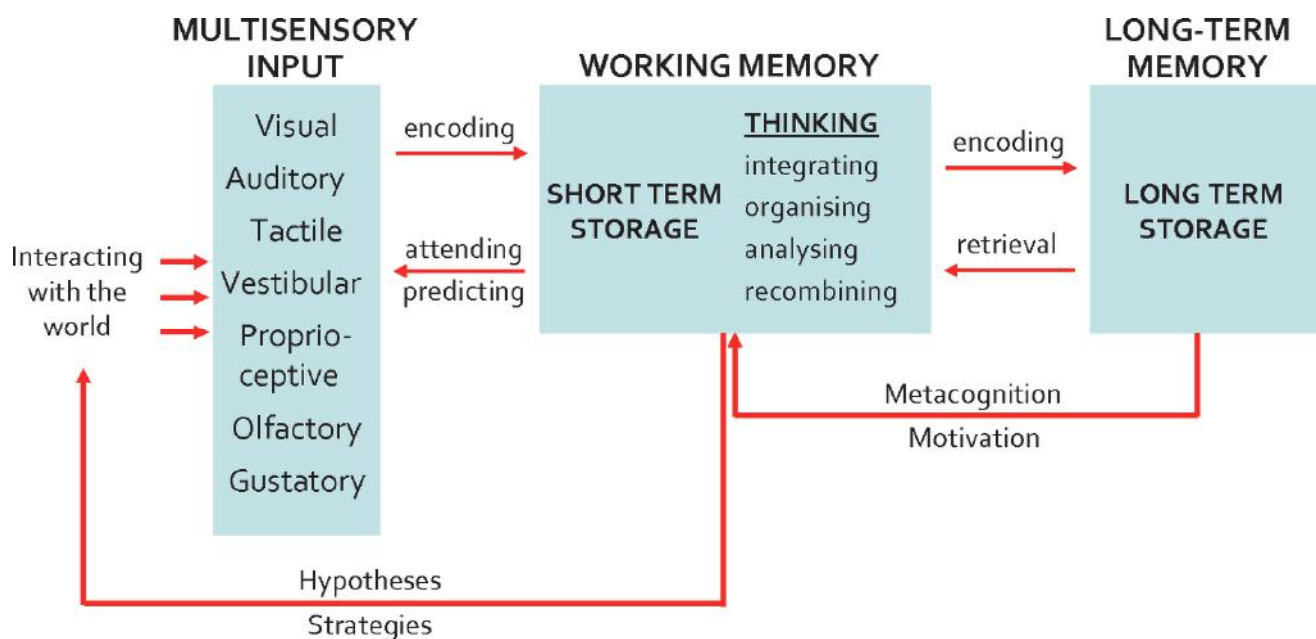 MULTISENSORY
INPUT
WORKING MEMORY
LONG-TERM
MEMORY
Interacting
with the
world
Visual
Auditory
Tactile
Vestibular
Proprio-
ceptive
Olfactory
Gustatory
encoding
attending
predicting
SHORT TERM
STORAGE
THINKING
integrating
organising
analysing
recombining
encoding
retrieval
LONG TERM
STORAGE
Metacognition
Motivation
Hypotheses
Strategies